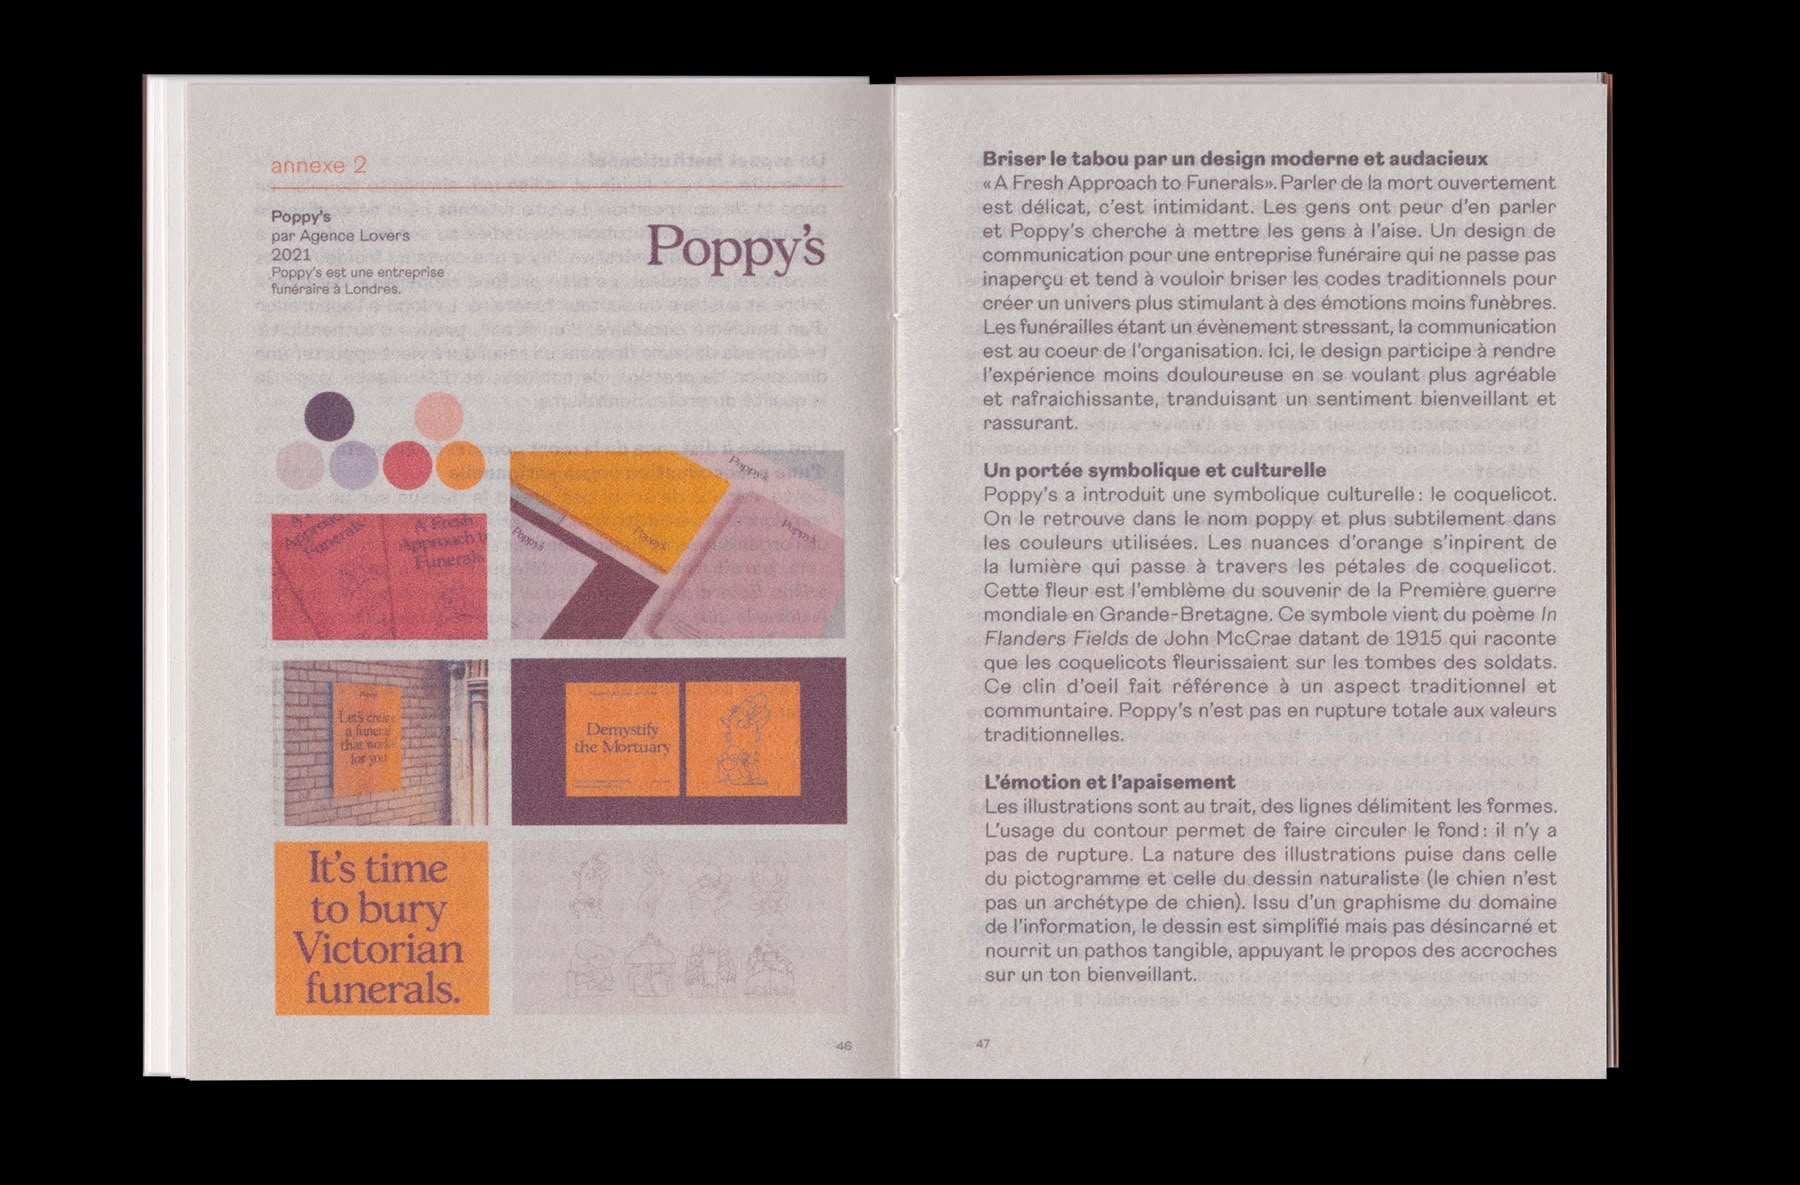 annexe 2
Poppy's
par Agence Lovers
2021
Poppy's est une entreprise
funéraire à Londres.
Poppy's
A Fresh
Approach to
Funerals
Poppy's
Poppy's
Poppy's
Poppy's
Let's create
a funeral
that works
for you
Demystify
the Mortuary
It's time
to bury
Victorian
funerals.
46
Briser le tabou par un design moderne et audacieux
«A Fresh Approach to Funerals». Parler de la mort ouvertement
est délicat, c'est intimidant. Les gens ont peur d'en parler
et Poppy's cherche à mettre les gens à l'aise. Un design de
communication pour une entreprise funéraire qui ne passe pas
inaperçu et tend à vouloir briser les codes traditionnels pour
créer un univers plus stimulant à des émotions moins funèbres.
Les funérailles étant un évènement stressant, la communication
est au coeur de l'organisation. Ici, le design participe à rendre
l'expérience moins douloureuse en se voulant plus agréable
et rafraichissante, tranduisant un sentiment bienveillant et
rassurant.
Un portée symbolique et culturelle
Poppy's a introduit une symbolique culturelle : le coquelicot.
On le retrouve dans le nom poppy et plus subtilement dans
les couleurs utilisées. Les nuances d'orange s'inpirent de
la lumière qui passe à travers les pétales de coquelicot.
Cette fleur est l'emblème du souvenir de la Première guerre
mondiale en Grande-Bretagne. Ce symbole vient du poème In
Flanders Fields de John McCrae datant de 1915 qui raconte
que les coquelicots fleurissaient sur les tombes des soldats.
Ce clin d'oeil fait référence à un aspect traditionnel et
communtaire. Poppy's n'est pas en rupture totale aux valeurs
traditionnelles.
L'émotion et l'apaisement
Les illustrations sont au trait, des lignes délimitent les formes.
L'usage du contour permet de faire circuler le fond : il n'y a
pas de rupture. La nature des illustrations puise dans celle
du pictogramme et celle du dessin naturaliste (le chien n'est
pas un archétype de chien). Issu d'un graphisme du domaine
de l'information, le dessin est simplifié mais pas désincarné et
nourrit un pathos tangible, appuyant le propos des accroches
sur un ton bienveillant.
47